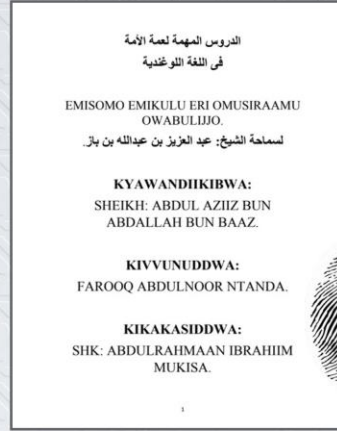 الدروس المهمة لعمة الأمة
في اللغة اللوغندية
EMISOMO EMIKULU ERI OMUSIRAAMU
OWABULIJJO.
لسماحة الشيخ: عبد العزيز بن عبدالله بن باز.
KYAWANDIIKIBWA:
SHEIKH: ABDUL AZIIZ BUN
ABDALLAH BUN BAAZ.
KIVVUNUDDWA:
FAROOQ ABDULNOOR NTANDA.
KIKAKASIDDWA:
SHK: ABDULRAHMAAN IBRAHIIM
MUKISA.
1